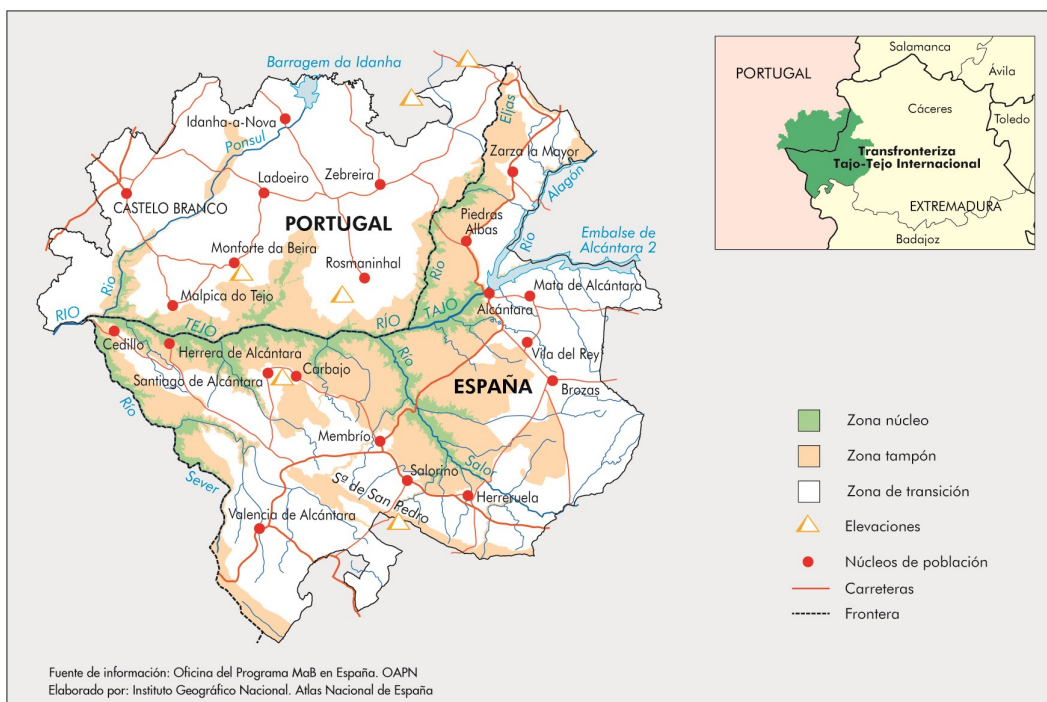 Barragem da Idanha
Idanha-a-Nova
Ponsul
Eljas
Zarza la Mayor
Ladoeiro
Zebreira
Alagón
CASTELO BRANCO
PORTUGAL
Piedras
Albas
Río
Embalse de
Alcántara 2
Monforte da Beira
Rosmaninhal
Río
Rio
Mata de Alcántara
Malpica do Tejo
Alcántara
RIO
TEJO
RÍO
TAJO
Cedillo
Herrera de Alcántara
Río
Vila del Rey
Santiago de Alcántara
Carbajo
ESPAÑA
Brozas
Río
Membrío
Salor
Salorino
Sever
Sª de San Pedro
Herreruela
Valencia de Alcántara
Salamanca
PORTUGAL
Ávila
Cáceres
Toledo
Transfronteriza
Tajo-Tejo Internacional
EXTREMADURA
Badajoz
Zona núcleo
Zona tampón
Zona de transición
Elevaciones
Núcleos de población
Carreteras
Frontera
Fuente de información: Oficina del Programa MaB en España. OAPN
Elaborado por: Instituto Geográfico Nacional. Atlas Nacional de España